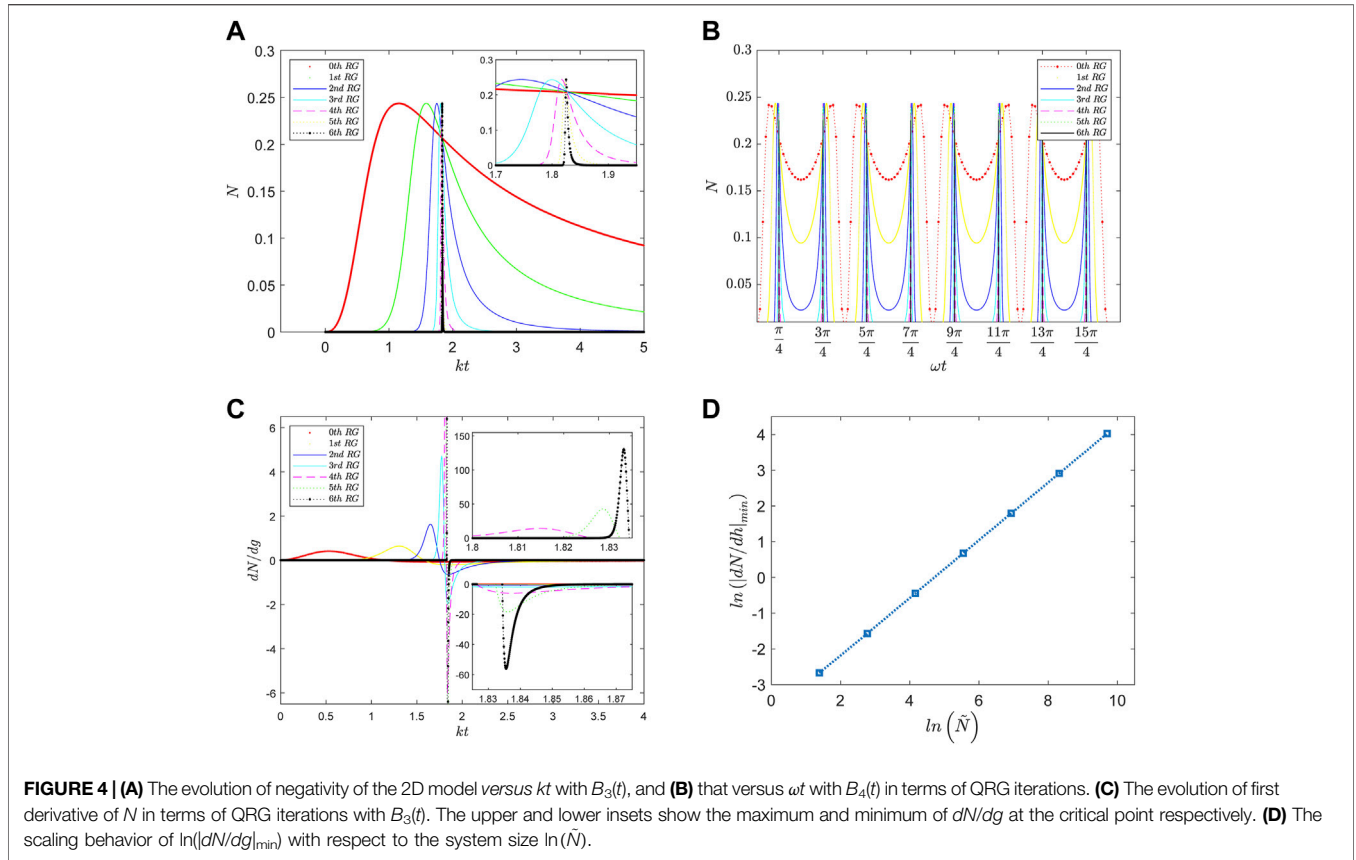 A
0.3
0.25
0.2
0.15
0.1
0.05
0
N
0th RG
1st RG
2nd RG
3rd RG
4th RG
5th RG
6th RG
0.3
0.2
0.1
0
1.7 1.8 1.9
0 1 2 3 4 5
kt
B
0.3
0.25
0.2
0.15
0.1
0.05
N
0th RG
1st RG
2nd RG
3rd RG
4th RG
5th RG
6th RG
π/4 3π/4 5π/4 7π/4 9π/4 11π/4 13π/4 15π/4
ωt
C
6
4
2
0
-2
-4
-6
dN/dg
0th RG
1st RG
2nd RG
3rd RG
4th RG
5th RG
6th RG
150
100
50
0
1.8 1.81 1.82 1.83
0
-20
-40
-60
1.83 1.84 1.85 1.86 1.87
0 0.5 1 1.5 2 2.5 3 3.5 4
kt
D
4
3
2
1
0
-1
-2
-3
ln (|dN/dh|min)
0 2 4 6 8 10
ln (Ñ)
FIGURE 4 | (A) The evolution of negativity of the 2D model versus kt with B3(t), and (B) that versus ωt with B4(t) in terms of QRG iterations. (C) The evolution of first
derivative of N in terms of QRG iterations with B3(t). The upper and lower insets show the maximum and minimum of dN/dg at the critical point respectively. (D) The
scaling behavior of ln(|dN/dg|min) with respect to the system size ln(Ñ).